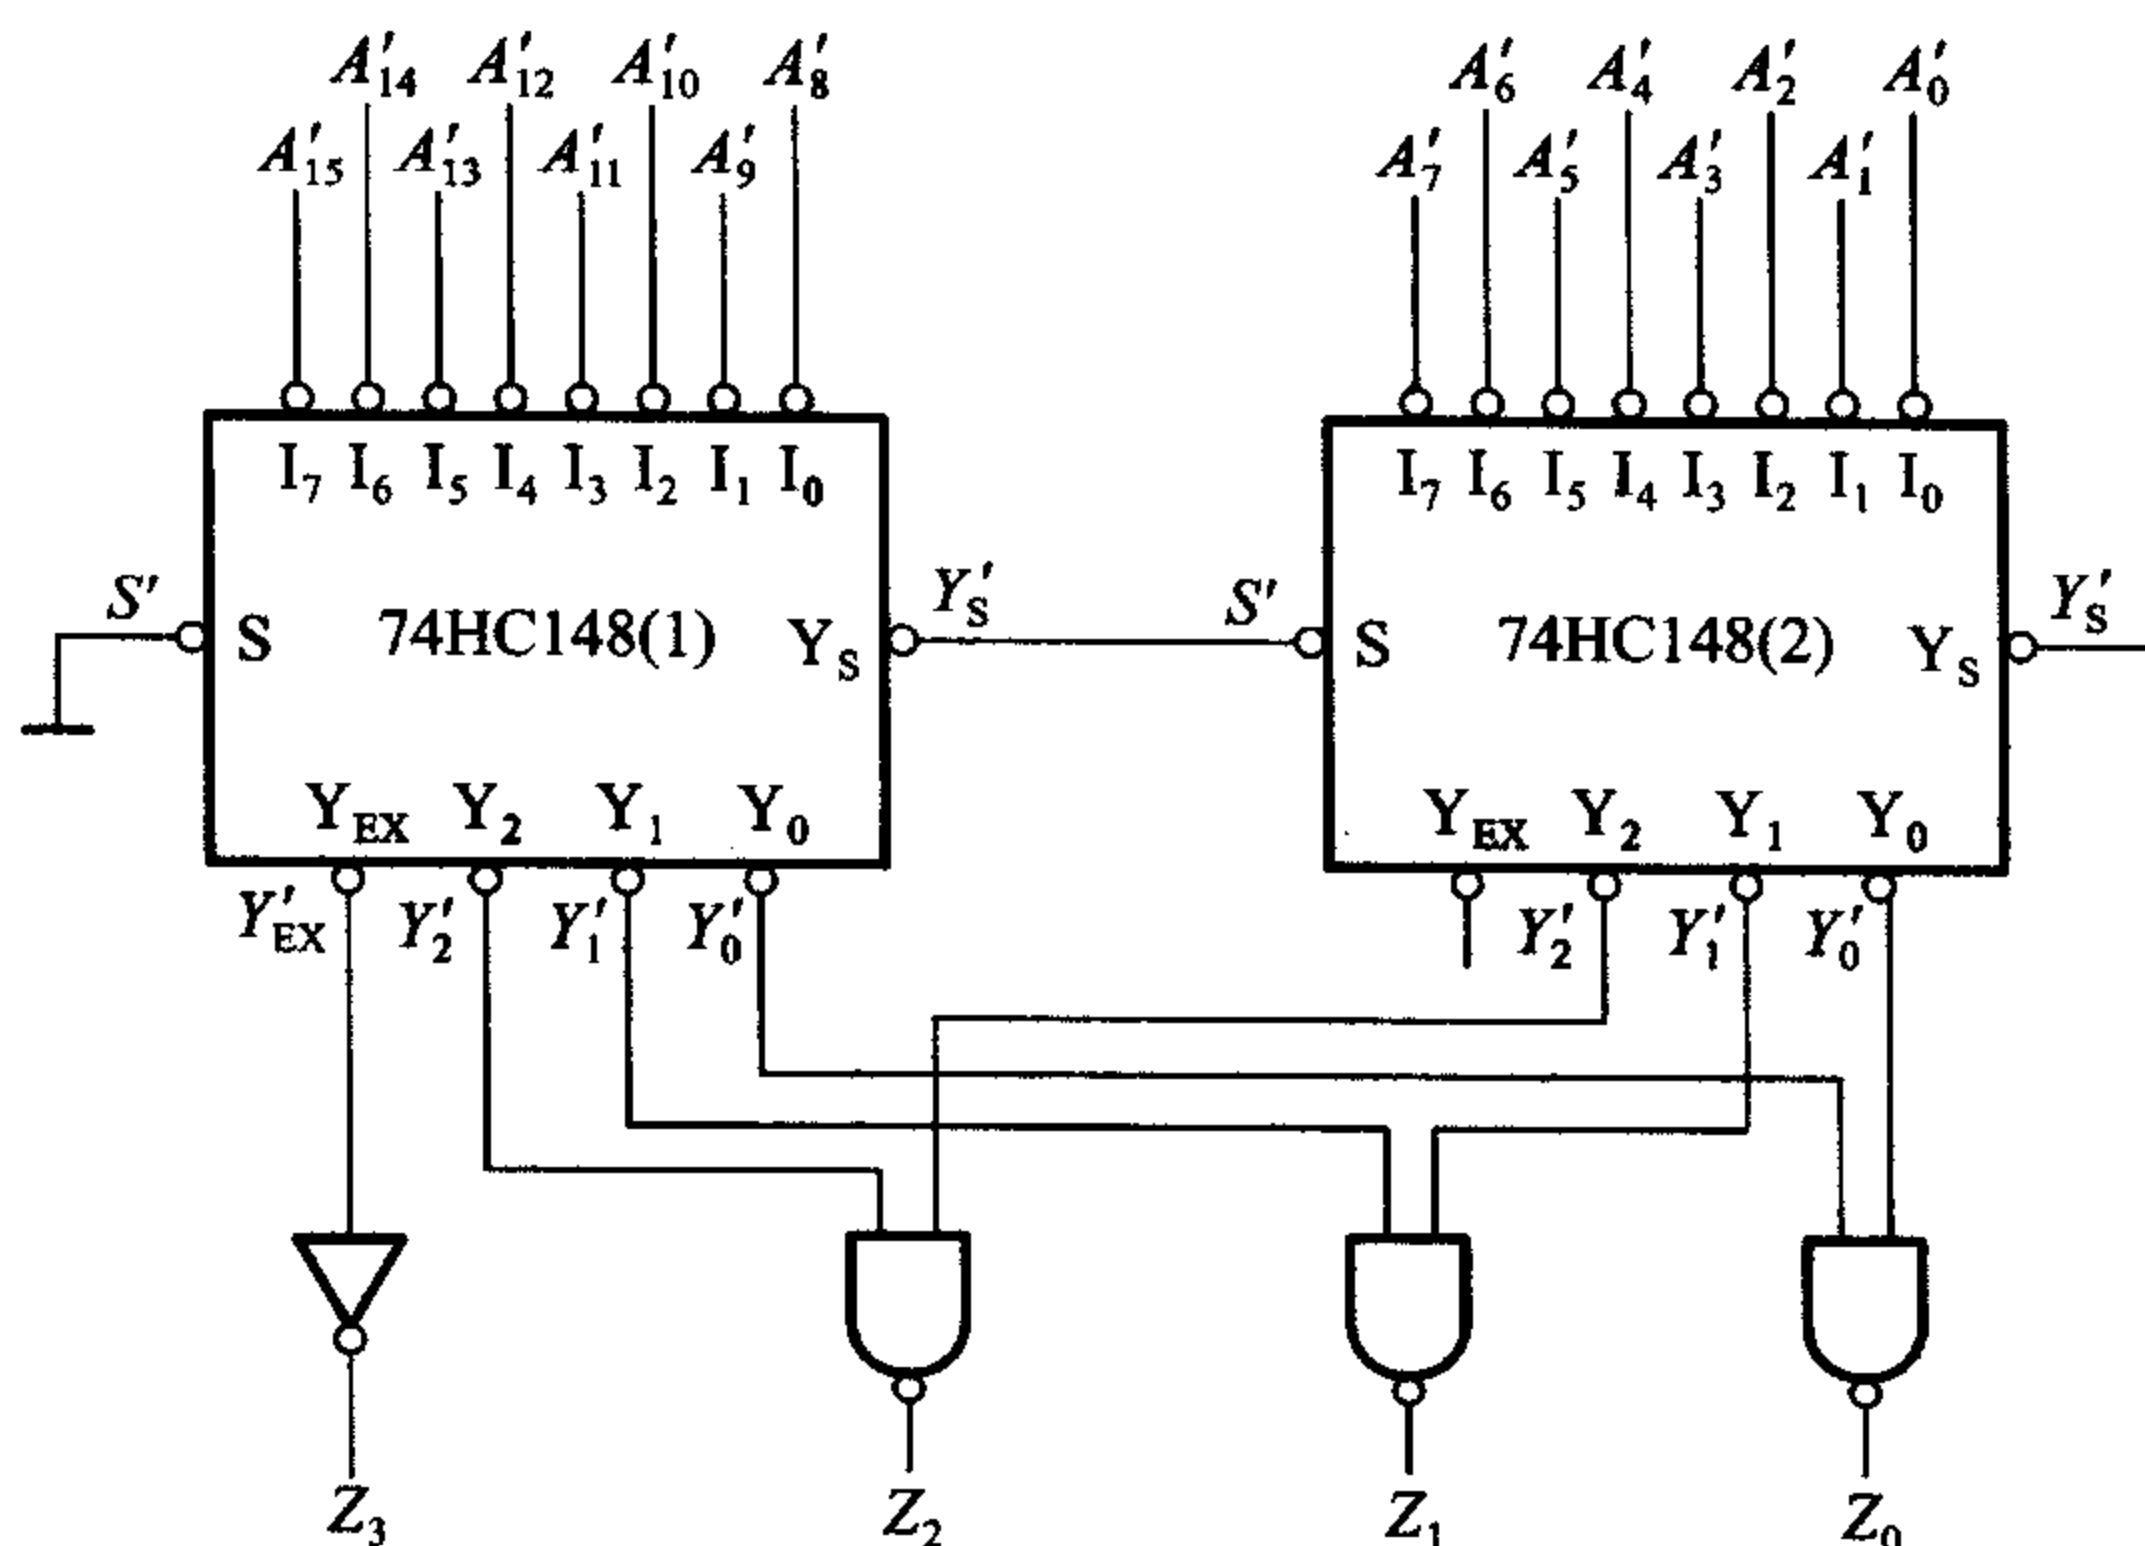 A′14 A′12 A′10 A′8 A′6 A′4 A′2 A′0
A′15 A′13 A′11 A′9 A′7 A′5 A′3 A′1
I7 I6 I5 I4 I3 I2 I1 I0 I7 I6 I5 I4 I3 I2 I1 I0
S′ S 74HC148(1) YS Y′S S′ S 74HC148(2) YS Y′S
YEX Y2 Y1 Y0 YEX Y2 Y1 Y0
Y′EX Y′2 Y′1 Y′0 Y′2 Y′1 Y′0
Z3 Z2 Z1 Z0